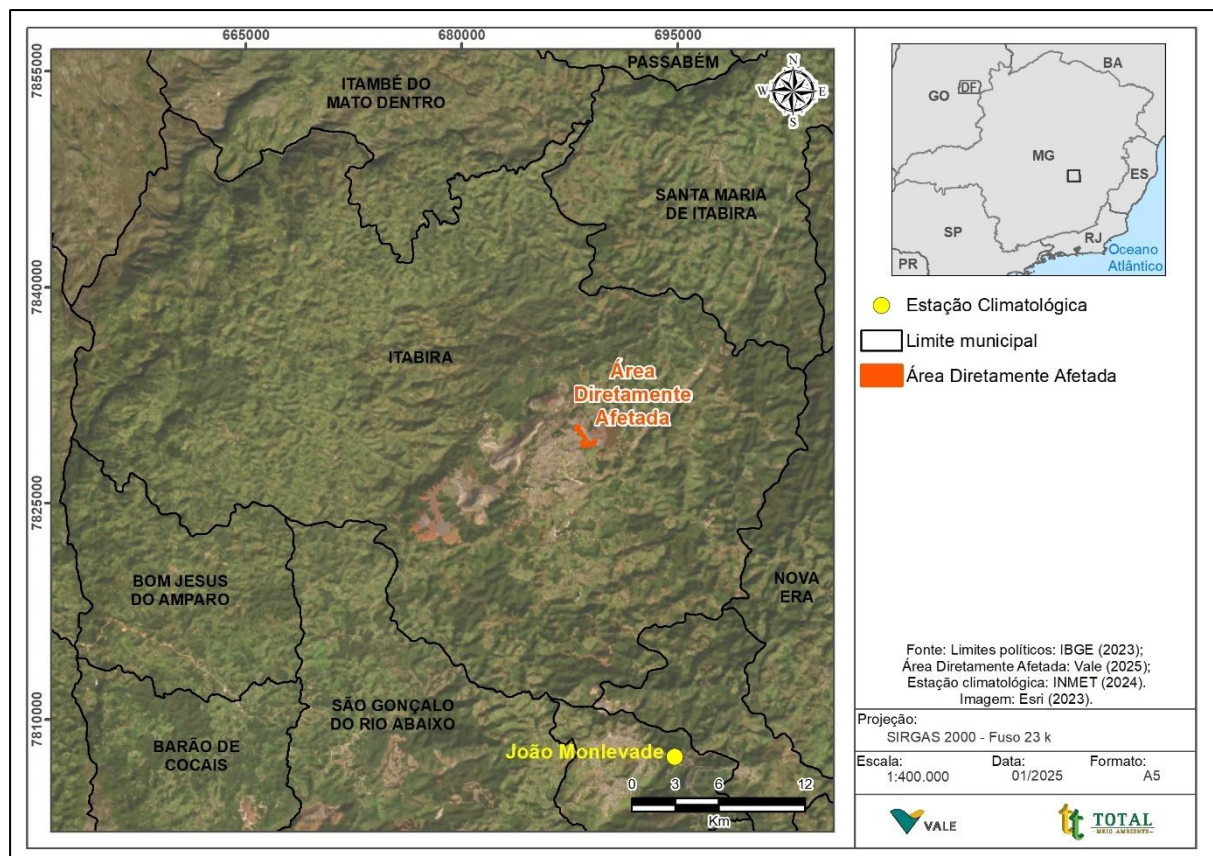 665000
680000
695000
7855000
7840000
7825000
7810000
PASSABÉM
ITAMBÉ DO
MATO DENTRO
N
W
E
S
SANTA MARIA
DE ITABIRA
ITABIRA
Área
Diretamente
Afetada
BOM JESUS
DO AMPARO
NOVA
ERA
SÃO GONÇALO
DO RIO ABAIXO
BARÃO DE
COCAIS
João Monlevade
0 3 6 12
Km
BA
GO
DF
MG
ES
SP
RJ
PR
Oceano
Atlântico
Estação Climatológica
Limite municipal
Área Diretamente Afetada
Fonte: Limites políticos: IBGE (2023);
Área Diretamente Afetada: Vale (2025);
Estação climatológica: INMET (2024).
Imagem: Esri (2023).
Projeção:
SIRGAS 2000 - Fuso 23 k
Escala: Data: Formato:
1:400.000 01/2025 A5
VALE
TOTAL
MEIO AMBIENTE